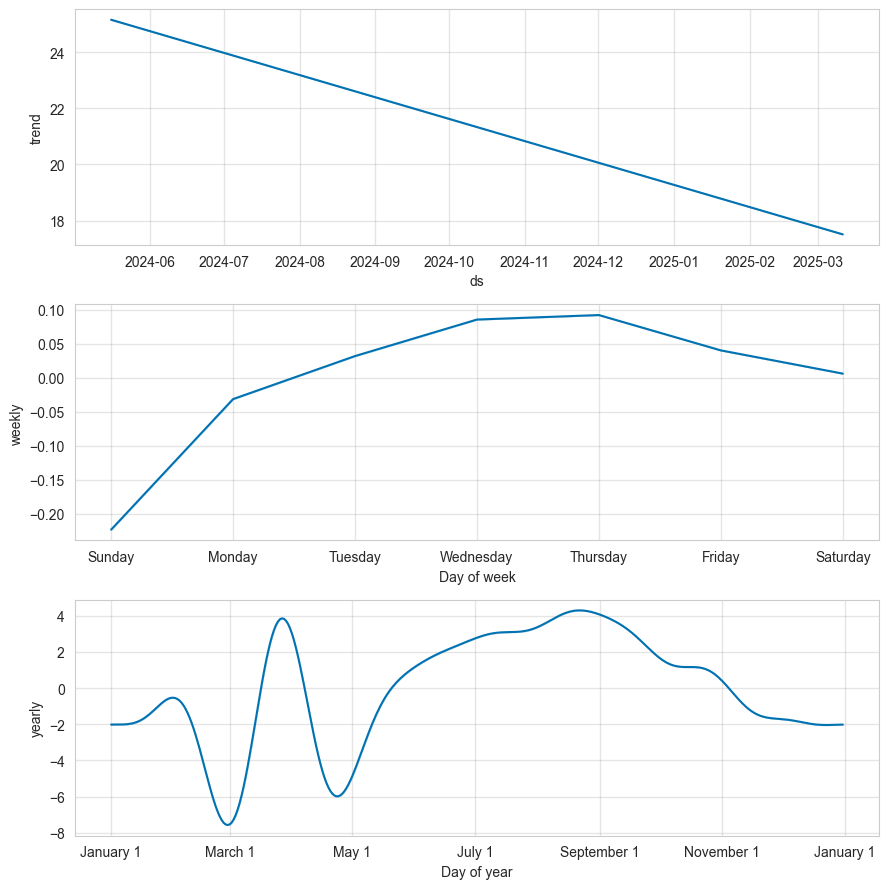 24
22
20
18
trend
2024-06 2024-07 2024-08 2024-09 2024-10 2024-11 2024-12 2025-01 2025-02 2025-03
ds
0.10
0.05
0.00
−0.05
−0.10
−0.15
−0.20
weekly
Sunday Monday Tuesday Wednesday Thursday Friday Saturday
Day of week
4
2
0
−2
−4
−6
−8
yearly
January 1 March 1 May 1 July 1 September 1 November 1 January 1
Day of year